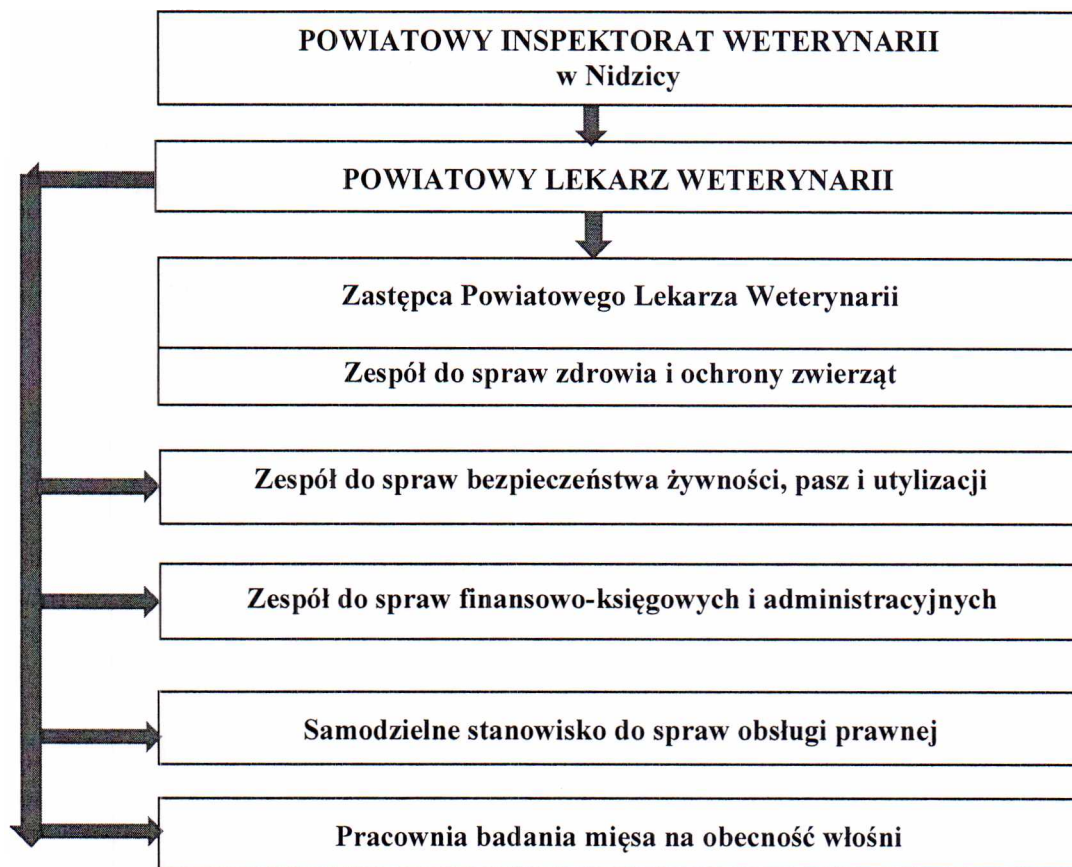 POWIATOWY INSPEKTORAT WETERYNARII
w Nidzicy
POWIATOWY LEKARZ WETERYNARII
Zastępca Powiatowego Lekarza Weterynarii
Zespół do spraw zdrowia i ochrony zwierząt
Zespół do spraw bezpieczeństwa żywności, pasz i utylizacji
Zespół do spraw finansowo-księgowych i administracyjnych
Samodzielne stanowisko do spraw obsługi prawnej
Pracownia badania mięsa na obecność włośni